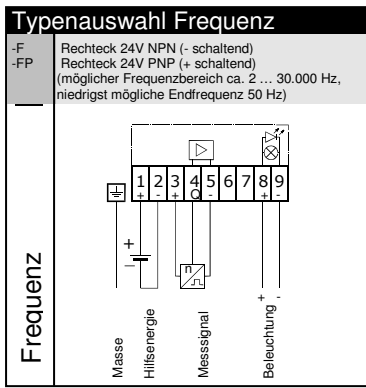 Typenauswahl Frequenz
-F Rechteck 24V NPN (- schaltend)
-FP Rechteck 24V PNP (+ schaltend)
(möglicher Frequenzbereich ca. 2 … 30.000 Hz,
niedrigst mögliche Endfrequenz 50 Hz)
1 2 3 4 5 6 7 8 9
+ - + Q - + -
+
–
n
Frequenz
Masse
Hilfsenergie
Messsignal
Beleuchtung + -